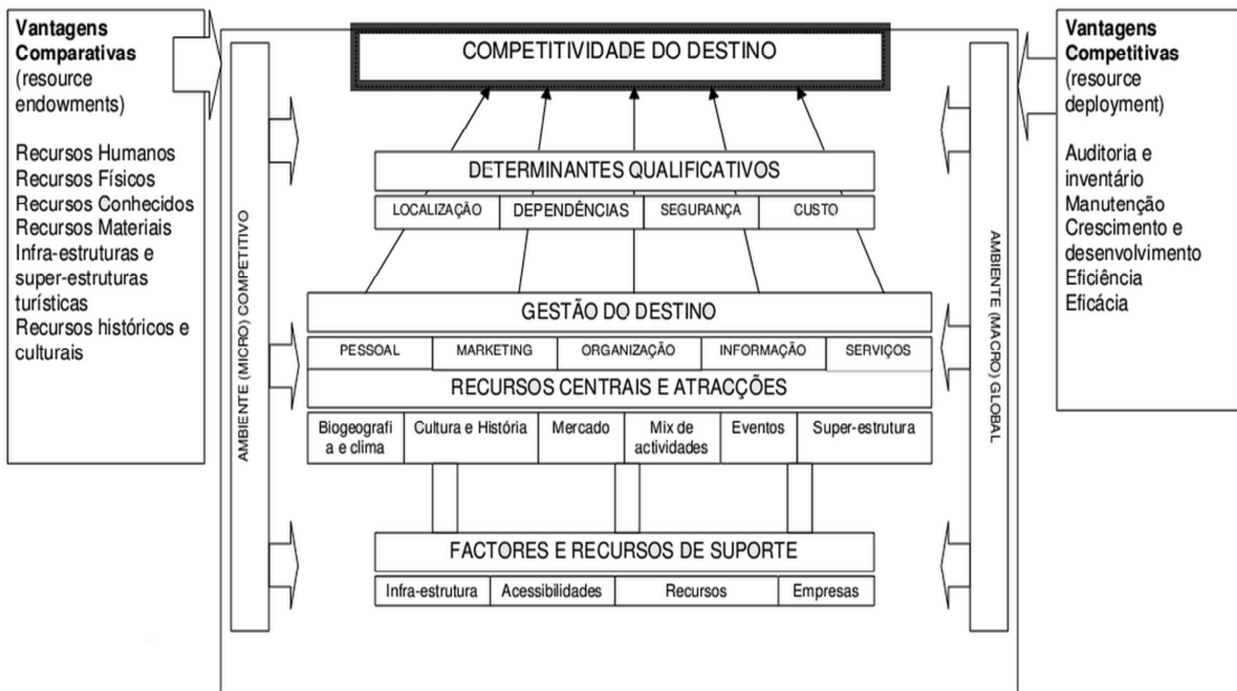 Vantagens
Comparativas
(resource
endowments)
Recursos Humanos
Recursos Físicos
Recursos Conhecidos
Recursos Materiais
Infra-estruturas e
super-estruturas
turísticas
Recursos históricos e
culturais
AMBIENTE (MICRO) COMPETITIVO
COMPETITIVIDADE DO DESTINO
DETERMINANTES QUALIFICATIVOS
LOCALIZAÇÃO DEPENDÊNCIAS SEGURANÇA CUSTO
GESTÃO DO DESTINO
PESSOAL MARKETING ORGANIZAÇÃO INFORMAÇÃO SERVIÇOS
RECURSOS CENTRAIS E ATRACÇÕES
Biogeografi Cultura e História Mercado Mix de Eventos Super-estrutura
a e clima actividades
FACTORES E RECURSOS DE SUPORTE
Infra-estrutura Acessibilidades Recursos Empresas
AMBIENTE (MACRO) GLOBAL
Vantagens
Competitivas
(resource
deployment)
Auditoria e
inventário
Manutenção
Crescimento e
desenvolvimento
Eficiência
Eficácia